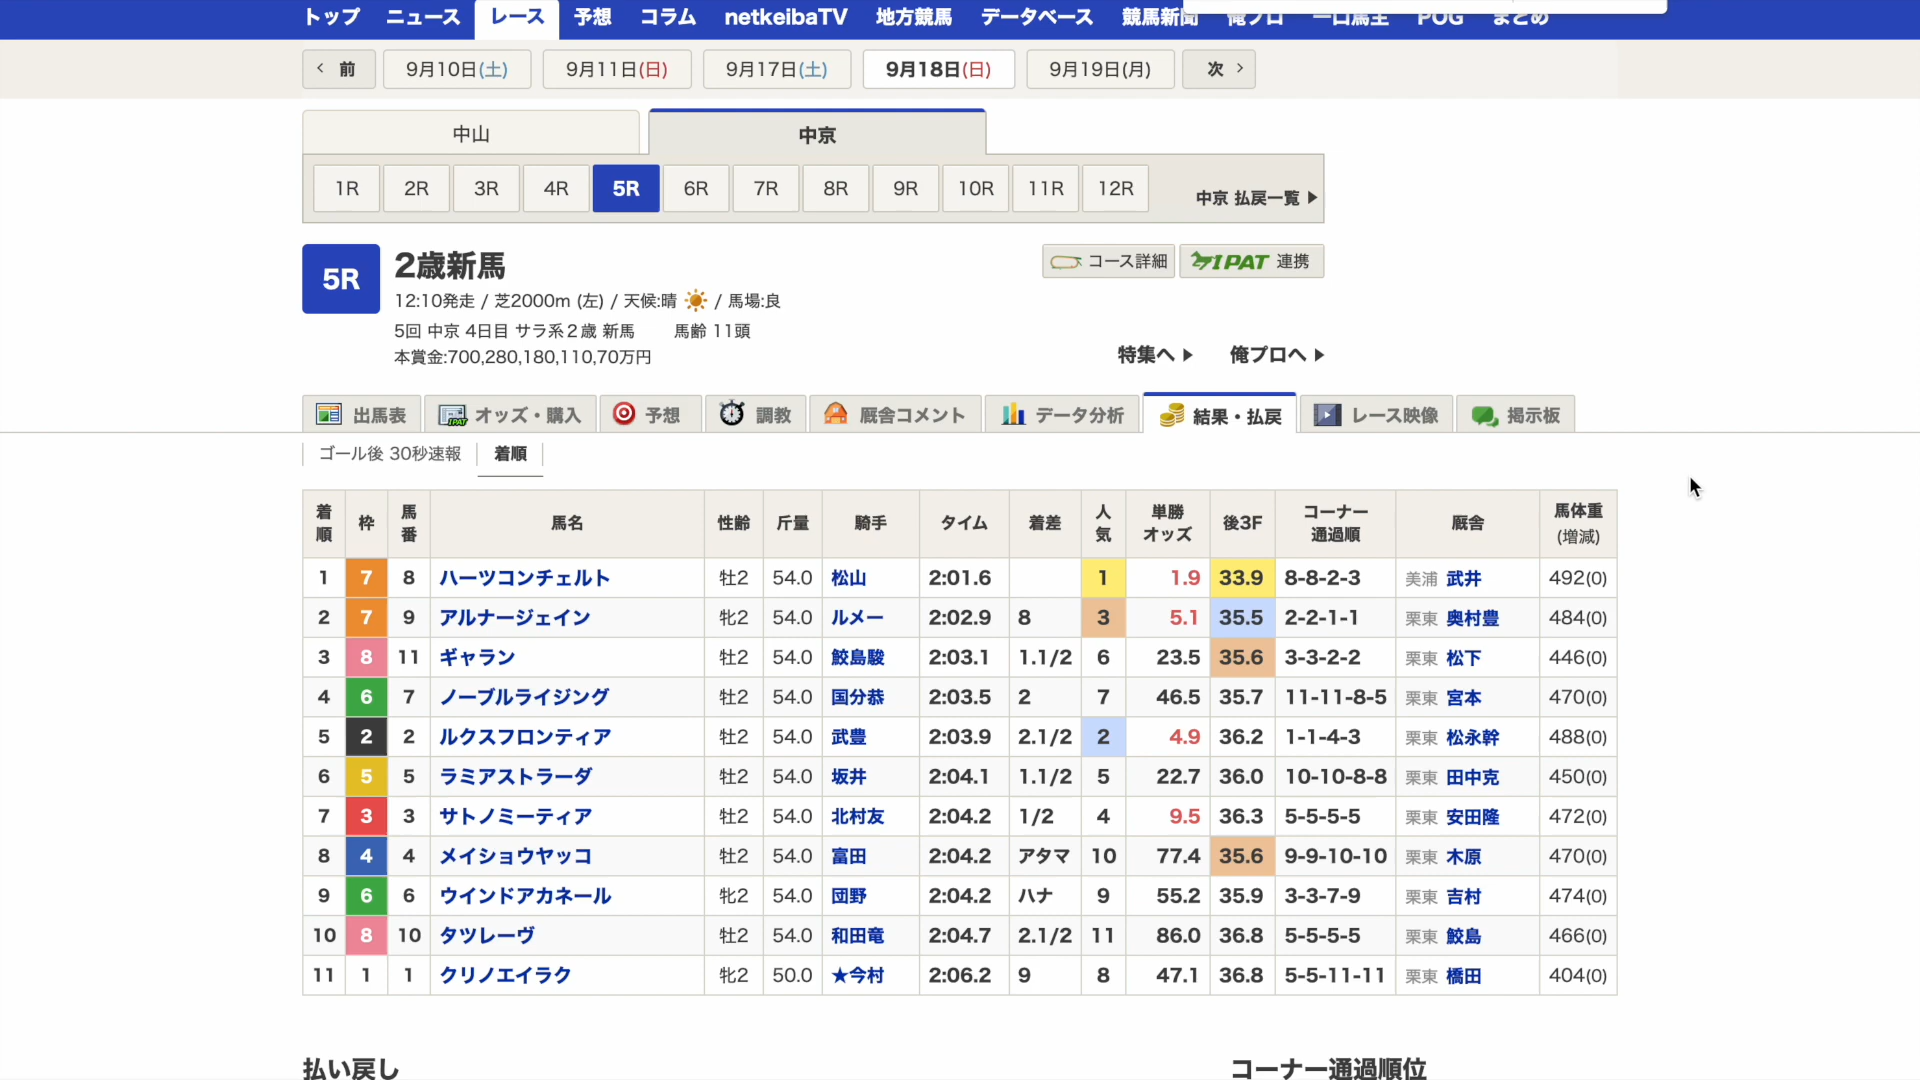 トップ ニュース レース 予想 コラム netkeibaTV 地方競馬 データベース 競馬新聞 俺プロ 一口馬主 POG まとめ
前 9月10日(土) 9月11日(日) 9月17日(土) 9月18日(日) 9月19日(月) 次
中山 中京
1R 2R 3R 4R 5R 6R 7R 8R 9R 10R 11R 12R 中京 払戻一覧
5R 2歳新馬 コース詳細 IPAT 連携
12:10発走 / 芝2000m (左) / 天候:晴 / 馬場:良
5回 中京 4日目 サラ系2歳 新馬 馬齢 11頭
本賞金:700,280,180,110,70万円
特集へ 俺プロへ
出馬表 オッズ・購入 予想 調教 厩舎コメント データ分析 結果・払戻 レース映像 掲示板
ゴール後 30秒速報 着順
着順 枠 馬番 馬名 性齢 斤量 騎手 タイム 着差 人気 単勝オッズ 後3F コーナー通過順 厩舎 馬体重(増減)
1 7 8 ハーツコンチェルト 牡2 54.0 松山 2:01.6 1 1.9 33.9 8-8-2-3 美浦 武井 492(0)
2 7 9 アルナージェイン 牝2 54.0 ルメー 2:02.9 8 3 5.1 35.5 2-2-1-1 栗東 奥村豊 484(0)
3 8 11 ギャラン 牡2 54.0 鮫島駿 2:03.1 1.1/2 6 23.5 35.6 3-3-2-2 栗東 松下 446(0)
4 6 7 ノーブルライジング 牡2 54.0 国分恭 2:03.5 2 7 46.5 35.7 11-11-8-5 栗東 宮本 470(0)
5 2 2 ルクスフロンティア 牡2 54.0 武豊 2:03.9 2.1/2 2 4.9 36.2 1-1-4-3 栗東 松永幹 488(0)
6 5 5 ラミアストラーダ 牡2 54.0 坂井 2:04.1 1.1/2 5 22.7 36.0 10-10-8-8 栗東 田中克 450(0)
7 3 3 サトノミーティア 牡2 54.0 北村友 2:04.2 1/2 4 9.5 36.3 5-5-5-5 栗東 安田隆 472(0)
8 4 4 メイショウヤッコ 牡2 54.0 富田 2:04.2 アタマ 10 77.4 35.6 9-9-10-10 栗東 木原 470(0)
9 6 6 ウインドアカネール 牝2 54.0 団野 2:04.2 ハナ 9 55.2 35.9 3-3-7-9 栗東 吉村 474(0)
10 8 10 タツレーヴ 牡2 54.0 和田竜 2:04.7 2.1/2 11 86.0 36.8 5-5-5-5 栗東 鮫島 466(0)
11 1 1 クリノエイラク 牝2 50.0 ★今村 2:06.2 9 8 47.1 36.8 5-5-11-11 栗東 橋田 404(0)
払い戻し コーナー通過順位